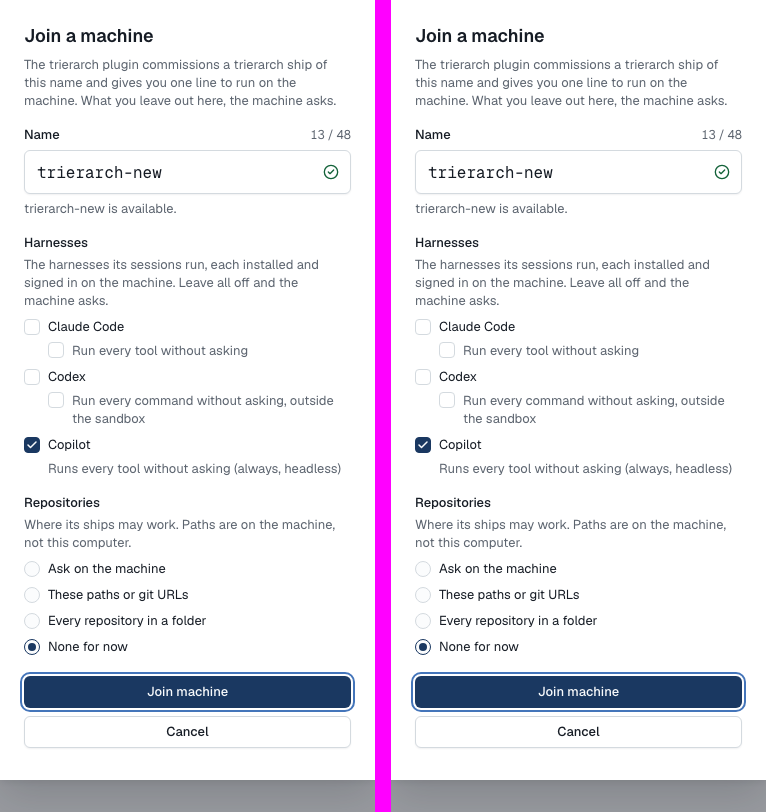 Join a machine
The trierarch plugin commissions a trierarch ship of
this name and gives you one line to run on the
machine. What you leave out here, the machine asks.
Name 13 / 48
trierarch-new
trierarch-new is available.
Harnesses
The harnesses its sessions run, each installed and
signed in on the machine. Leave all off and the
machine asks.
Claude Code
Run every tool without asking
Codex
Run every command without asking, outside
the sandbox
Copilot
Runs every tool without asking (always, headless)
Repositories
Where its ships may work. Paths are on the machine,
not this computer.
Ask on the machine
These paths or git URLs
Every repository in a folder
None for now
Join machine
Cancel
Join a machine
The trierarch plugin commissions a trierarch ship of
this name and gives you one line to run on the
machine. What you leave out here, the machine asks.
Name 13 / 48
trierarch-new
trierarch-new is available.
Harnesses
The harnesses its sessions run, each installed and
signed in on the machine. Leave all off and the
machine asks.
Claude Code
Run every tool without asking
Codex
Run every command without asking, outside
the sandbox
Copilot
Runs every tool without asking (always, headless)
Repositories
Where its ships may work. Paths are on the machine,
not this computer.
Ask on the machine
These paths or git URLs
Every repository in a folder
None for now
Join machine
Cancel